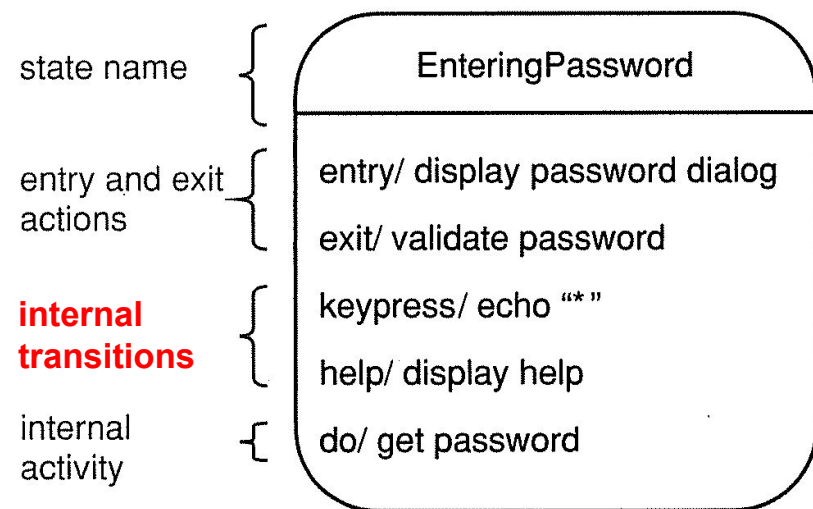 state name
EnteringPassword
entry and exit
actions
entry/ display password dialog
exit/ validate password
internal
transitions
keypress/ echo “*”
help/ display help
internal
activity
do/ get password